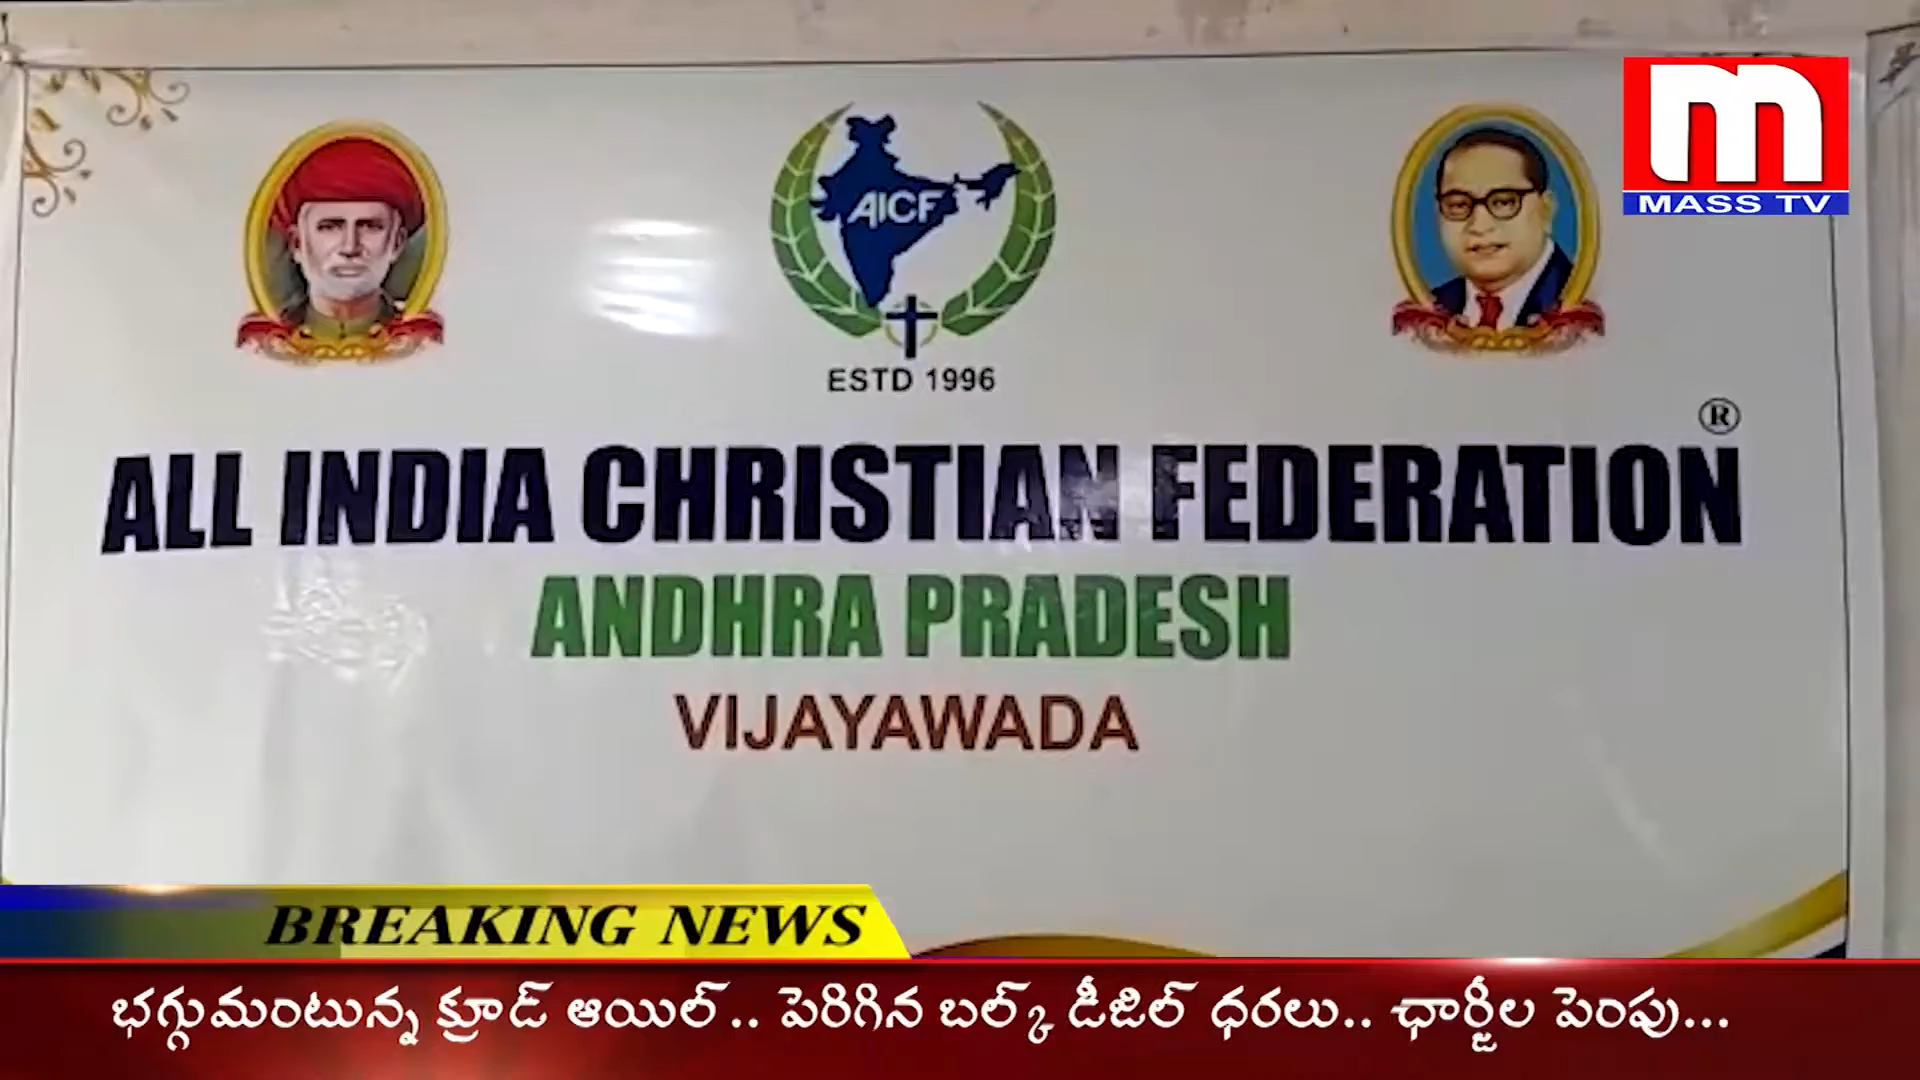 M
MASS TV
AICF
ESTD 1996
®
ALL INDIA CHRISTIAN FEDERATION
ANDHRA PRADESH
VIJAYAWADA
BREAKING NEWS
భగ్గుమంటున్న క్రూడ్ ఆయిల్.. పెరిగిన బల్క్ డీజిల్ ధరలు.. ఛార్జీల పెంపు...